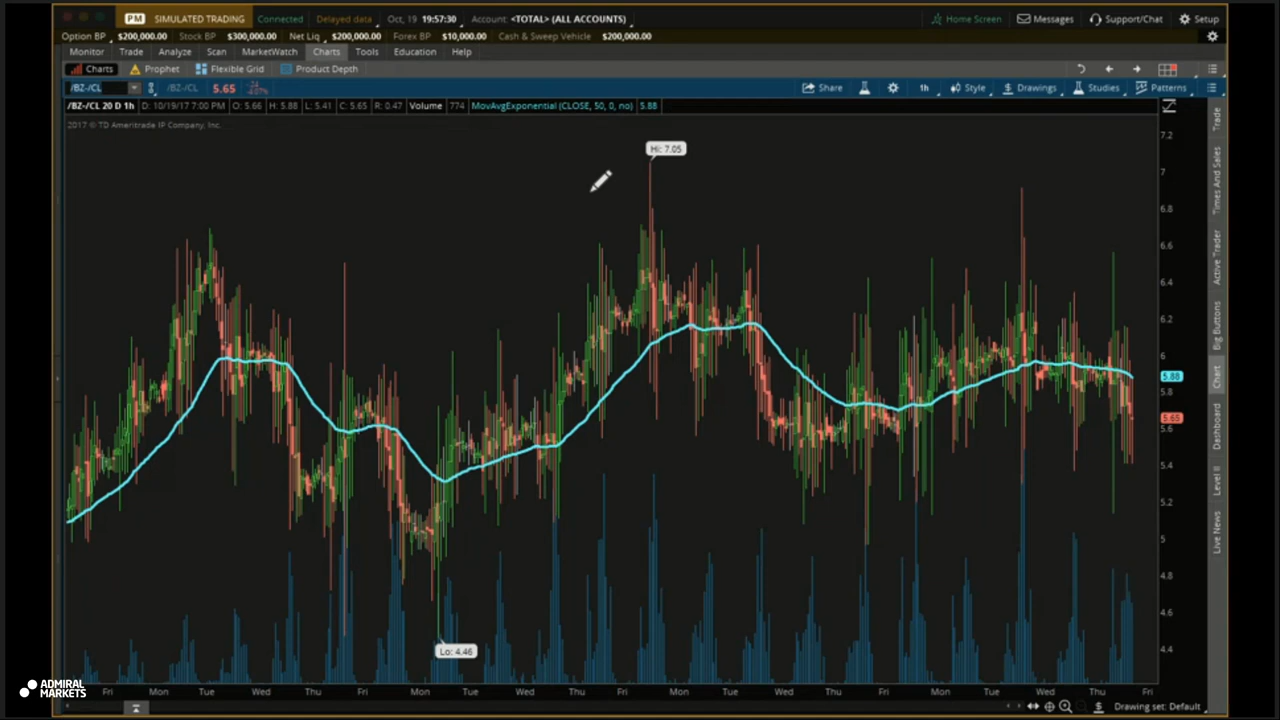 PM SIMULATED TRADING Connected Delayed data Oct, 19 19:57:30 Account: <TOTAL> (ALL ACCOUNTS) Home Screen Messages Support/Chat Setup
Option BP $200,000.00 Stock BP $300,000.00 Net Liq $200,000.00 Forex BP $10,000.00 Cash & Sweep Vehicle $200,000.00
Monitor Trade Analyze Scan MarketWatch Charts Tools Education Help
Charts Prophet Flexible Grid Product Depth
/BZ-/CL /BZ-/CL 5.65 Share 1h Style Drawings Studies Patterns
/BZ-/CL 20 D 1h D: 10/19/17 7:00 PM O: 5.66 H: 5.88 L: 5.41 C: 5.65 R: 0.47 Volume 774 MovAvgExponential (CLOSE, 50, 0, no) 5.88
2017 © TD Ameritrade IP Company, Inc.
Hi: 7.05
Lo: 4.46
7.2
7
6.8
6.6
6.4
6.2
6
5.88
5.8
5.65
5.6
5.4
5.2
5
4.8
4.6
4.4
Trade
Times And Sales
Active Trader
Big Buttons
Chart
Dashboard
Level II
Live News
Fri Mon Tue Wed Thu Fri Mon Tue Wed Thu Fri Mon Tue Wed Thu Fri Mon Tue Wed Thu Fri
Drawing set: Default
ADMIRAL
MARKETS